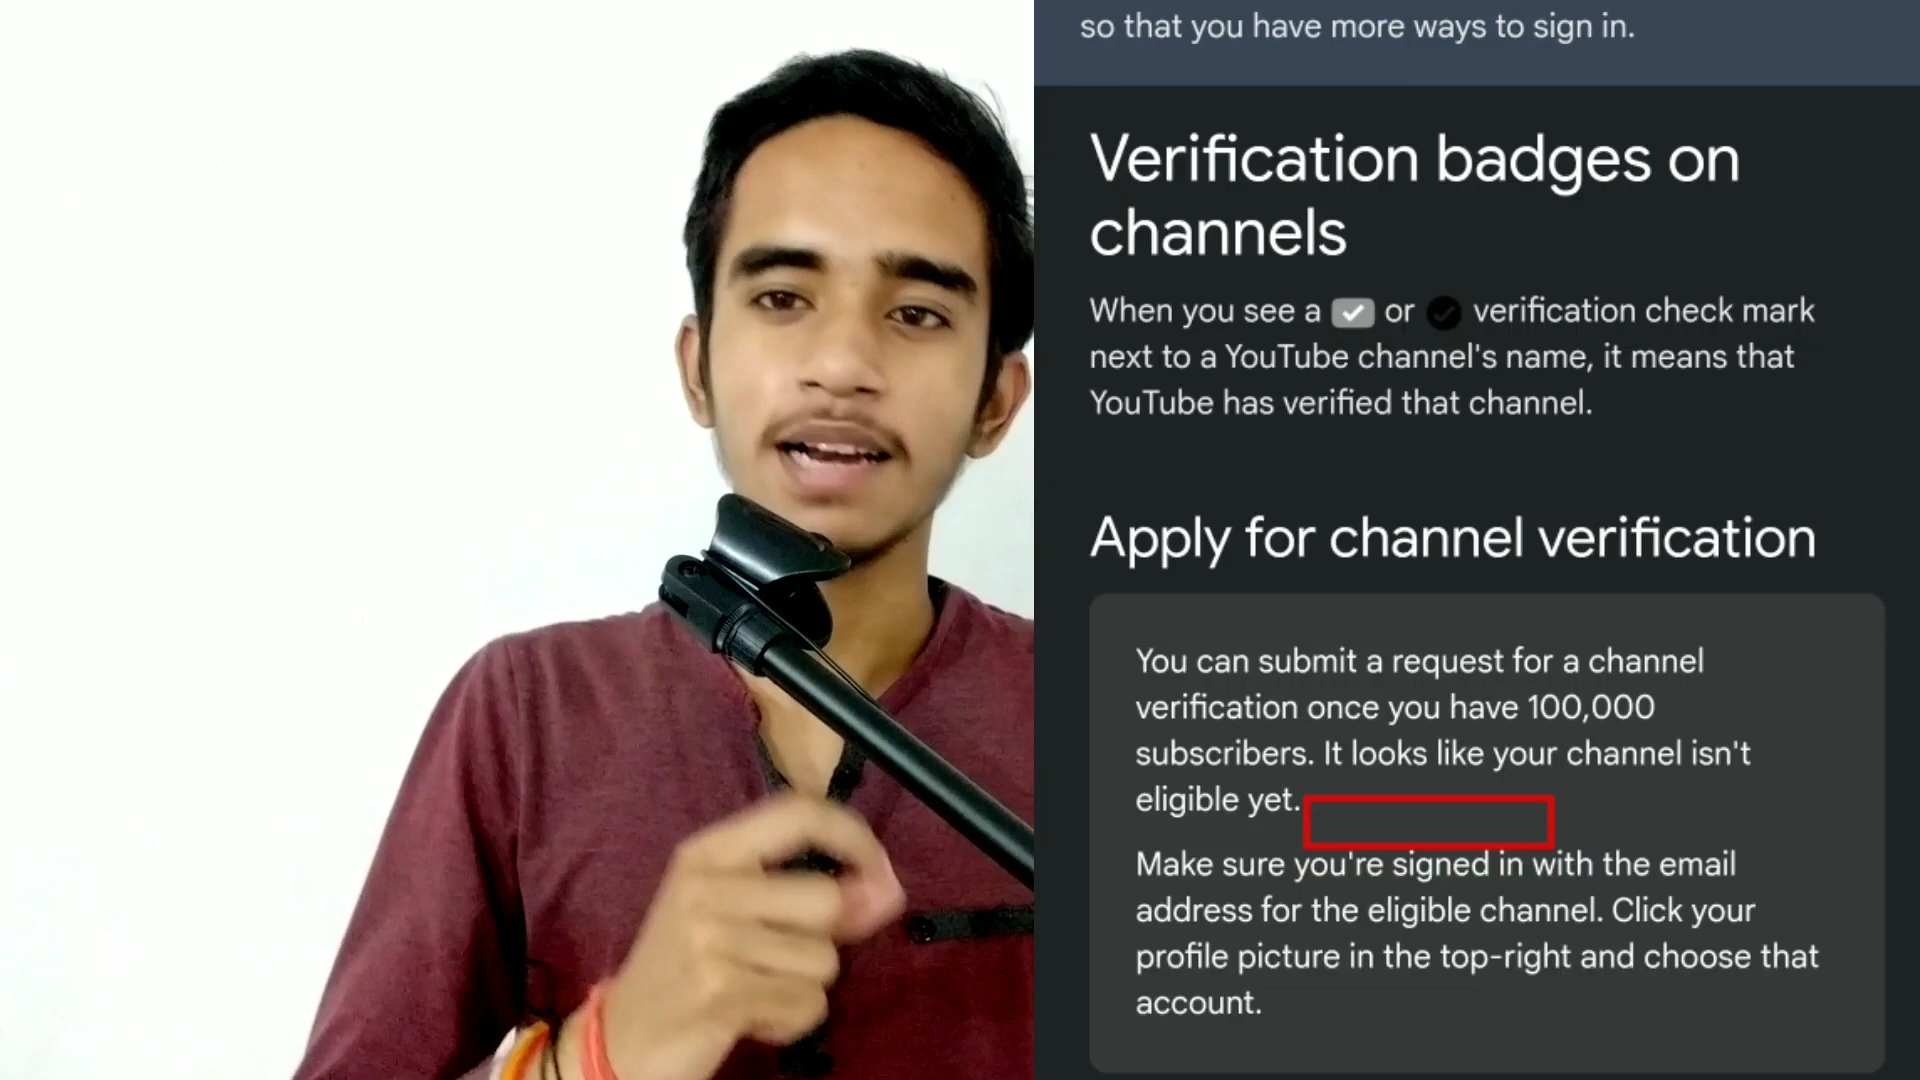 so that you have more ways to sign in.
Verification badges on
channels
When you see a or verification check mark
next to a YouTube channel's name, it means that
YouTube has verified that channel.
Apply for channel verification
You can submit a request for a channel
verification once you have 100,000
subscribers. It looks like your channel isn't
eligible yet.
Make sure you're signed in with the email
address for the eligible channel. Click your
profile picture in the top-right and choose that
account.